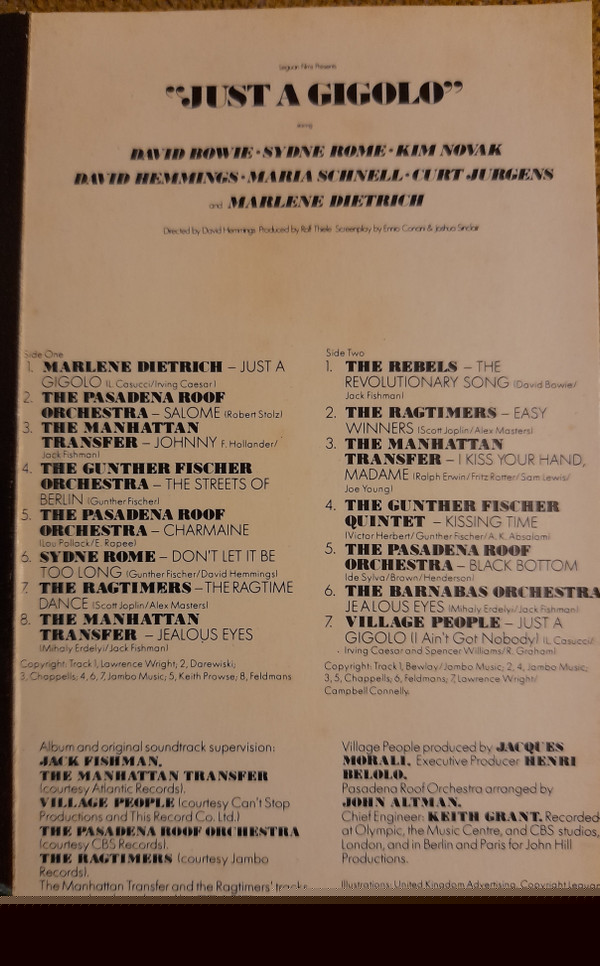 Leguan Films Presents
“JUST A GIGOLO”
starring
DAVID BOWIE · SYDNE ROME · KIM NOVAK
DAVID HEMMINGS · MARIA SCHNELL · CURT JURGENS
and MARLENE DIETRICH
Directed by David Hemmings Produced by Rolf Thiele Screenplay by Ennio Concini & Joshua Sinclair
Side One
1. MARLENE DIETRICH – JUST A
GIGOLO (L. Casucci/Irving Caesar)
2. THE PASADENA ROOF
ORCHESTRA – SALOME (Robert Stolz)
3. THE MANHATTAN
TRANSFER – JOHNNY F. Hollander/
Jack Fishman)
4. THE GUNTHER FISCHER
ORCHESTRA – THE STREETS OF
BERLIN (Gunther Fischer)
5. THE PASADENA ROOF
ORCHESTRA – CHARMAINE
(Lou Pollack/E. Rapee)
6. SYDNE ROME – DON'T LET IT BE
TOO LONG (Gunther Fischer/David Hemmings)
7. THE RAGTIMERS – THE RAGTIME
DANCE (Scott Joplin/Alex Masters)
8. THE MANHATTAN
TRANSFER – JEALOUS EYES
(Mihaly Erdelyi/Jack Fishman)
Copyright: Track 1, Lawrence Wright; 2, Darewiski;
3, Chappells; 4, 6, 7, Jambo Music; 5, Keith Prowse; 8, Feldmans
Side Two
1. THE REBELS – THE
REVOLUTIONARY SONG (David Bowie/
Jack Fishman)
2. THE RAGTIMERS – EASY
WINNERS (Scott Joplin/Alex Masters)
3. THE MANHATTAN
TRANSFER – I KISS YOUR HAND,
MADAME (Ralph Erwin/Fritz Rotter/Sam Lewis/
Joe Young)
4. THE GUNTHER FISCHER
QUINTET – KISSING TIME
(Victor Herbert/Gunther Fischer/A. K. Absalom)
5. THE PASADENA ROOF
ORCHESTRA – BLACK BOTTOM
(de Sylva/Brown/Henderson)
6. THE BARNABAS ORCHESTRA
JEALOUS EYES (Mihaly Erdelyi/Jack Fishman)
7. VILLAGE PEOPLE – JUST A
GIGOLO (I Ain't Got Nobody) (L. Casucci/
Irving Caesar and Spencer Williams/R. Graham)
Copyright: Track 1, Bewlay/Jambo Music; 2, 4, Jambo Music;
3, 5, Chappells; 6, Feldmans; 7, Lawrence Wright/
Campbell Connelly.
Album and original soundtrack supervision:
JACK FISHMAN.
THE MANHATTAN TRANSFER
(courtesy Atlantic Records).
VILLAGE PEOPLE (courtesy Can't Stop
Productions and This Record Co. Ltd.)
THE PASADENA ROOF ORCHESTRA
(courtesy CBS Records).
THE RAGTIMERS (courtesy Jambo
Records).
The Manhattan Transfer and the Ragtimers' tracks
Village People produced by JACQUES
MORALI. Executive Producer HENRI
BELOLO.
Pasadena Roof Orchestra arranged by
JOHN ALTMAN.
Chief Engineer: KEITH GRANT. Recorded
at Olympic, the Music Centre, and CBS studios,
London, and in Berlin and Paris for John Hill
Productions.
Illustrations: United Kingdom Advertising. Copyright Leguan